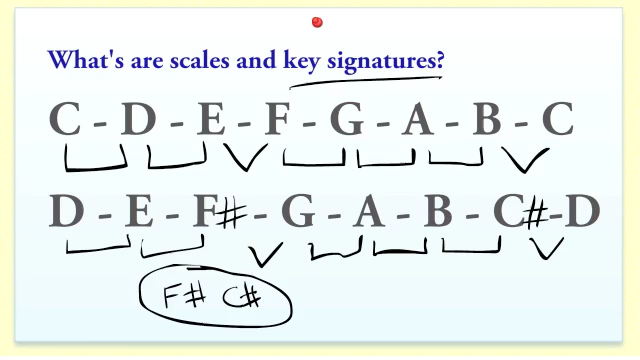 What's are scales and key signatures?
C - D - E - F - G - A - B - C
D - E - F# - G - A - B - C# - D
F# C#